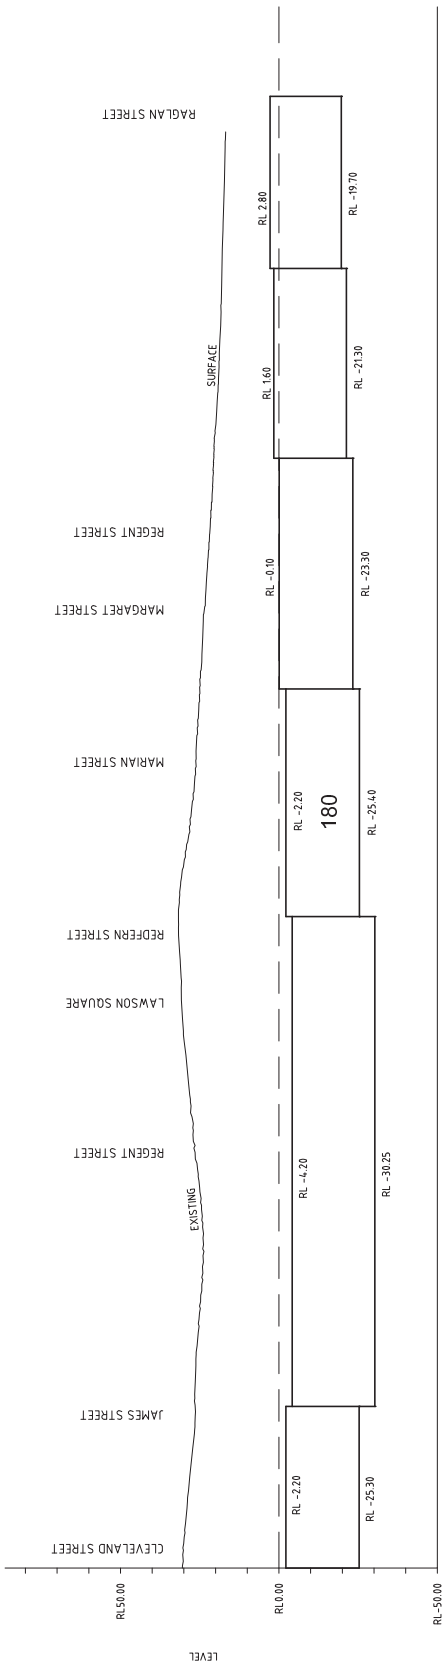 RAGLAN STREET
RL 2.80
RL -19.70
SURFACE
RL 1.60
RL -21.30
REGENT STREET
RL -0.10
RL -23.30
MARGARET STREET
MARIAN STREET
RL -2.20
180
RL -25.40
REDFERN STREET
LAWSON SQUARE
REGENT STREET
EXISTING
RL -4.20
RL -30.25
JAMES STREET
RL -2.20
RL -25.30
CLEVELAND STREET
RL50.00
RL0.00
RL-50.00
LEVEL